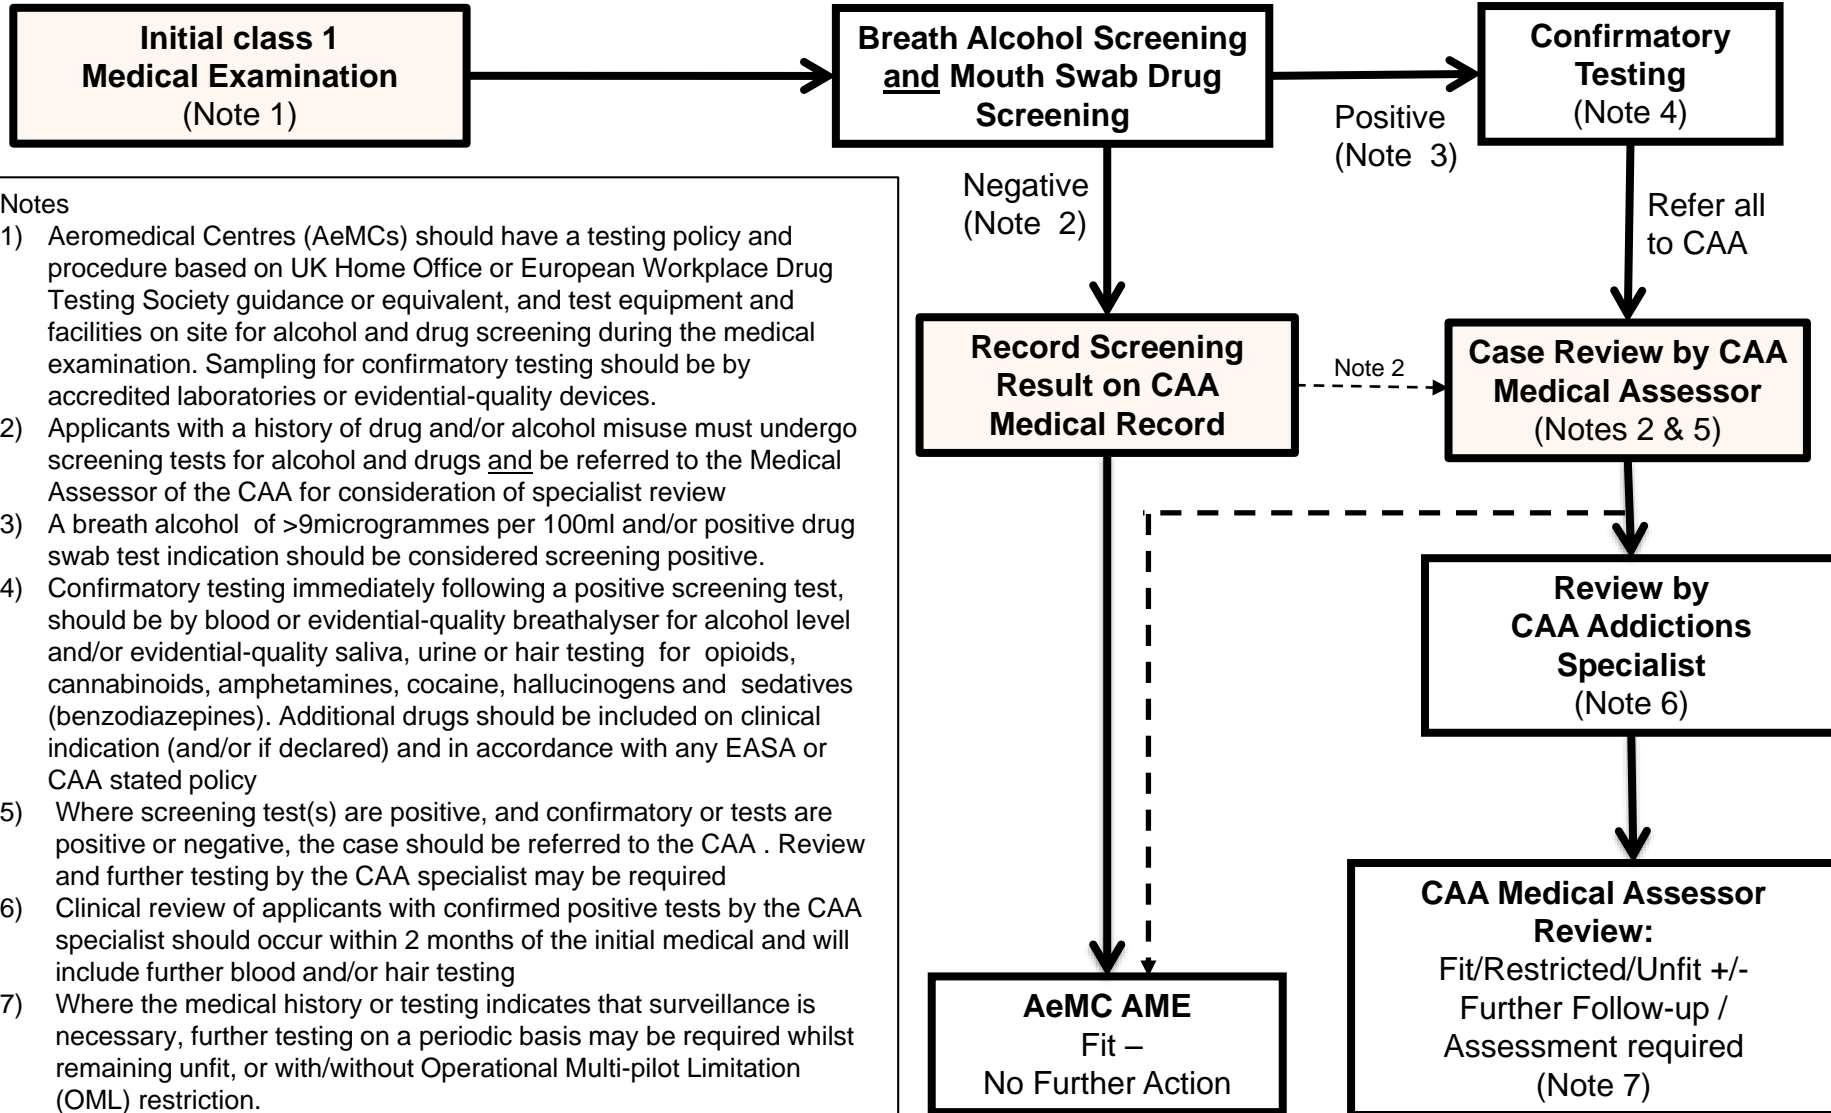 Initial class 1
Medical Examination
(Note 1)
Breath Alcohol Screening
and Mouth Swab Drug
Screening
Confirmatory
Testing
(Note 4)
Positive
(Note 3)
Negative
(Note 2)
Refer all
to CAA
Notes
1) Aeromedical Centres (AeMCs) should have a testing policy and
procedure based on UK Home Office or European Workplace Drug
Testing Society guidance or equivalent, and test equipment and
facilities on site for alcohol and drug screening during the medical
examination. Sampling for confirmatory testing should be by
accredited laboratories or evidential-quality devices.
2) Applicants with a history of drug and/or alcohol misuse must undergo
screening tests for alcohol and drugs and be referred to the Medical
Assessor of the CAA for consideration of specialist review
3) A breath alcohol of >9microgrammes per 100ml and/or positive drug
swab test indication should be considered screening positive.
4) Confirmatory testing immediately following a positive screening test,
should be by blood or evidential-quality breathalyser for alcohol level
and/or evidential-quality saliva, urine or hair testing for opioids,
cannabinoids, amphetamines, cocaine, hallucinogens and sedatives
(benzodiazepines). Additional drugs should be included on clinical
indication (and/or if declared) and in accordance with any EASA or
CAA stated policy
5) Where screening test(s) are positive, and confirmatory or tests are
positive or negative, the case should be referred to the CAA . Review
and further testing by the CAA specialist may be required
6) Clinical review of applicants with confirmed positive tests by the CAA
specialist should occur within 2 months of the initial medical and will
include further blood and/or hair testing
7) Where the medical history or testing indicates that surveillance is
necessary, further testing on a periodic basis may be required whilst
remaining unfit, or with/without Operational Multi-pilot Limitation
(OML) restriction.
Record Screening
Result on CAA
Medical Record
Note 2
Case Review by CAA
Medical Assessor
(Notes 2 & 5)
Review by
CAA Addictions
Specialist
(Note 6)
AeMC AME
Fit –
No Further Action
CAA Medical Assessor
Review:
Fit/Restricted/Unfit +/-
Further Follow-up /
Assessment required
(Note 7)